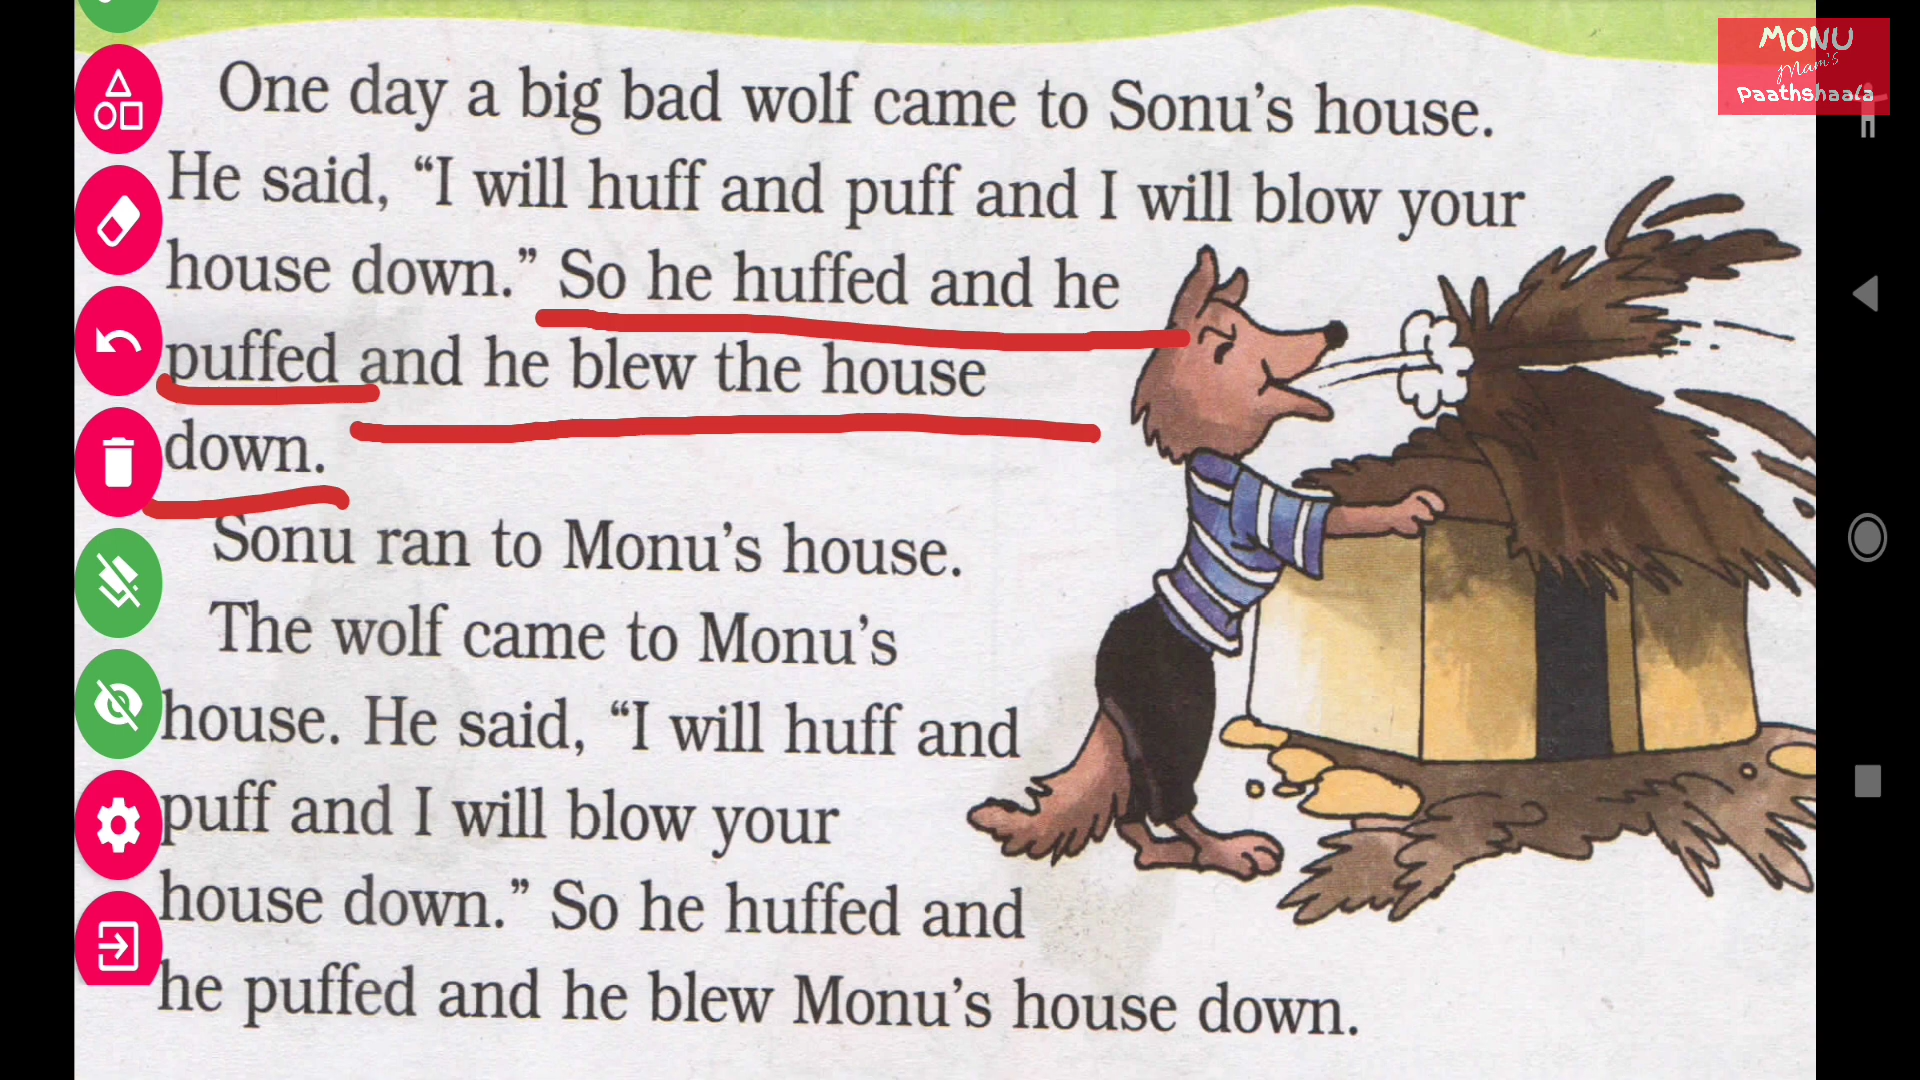 MONU
Mam's
Paathshaala
One day a big bad wolf came to Sonu's house.
He said, “I will huff and puff and I will blow your
house down.” So he huffed and he
puffed and he blew the house
down.
Sonu ran to Monu's house.
The wolf came to Monu's
house. He said, “I will huff and
puff and I will blow your
house down.” So he huffed and
he puffed and he blew Monu's house down.